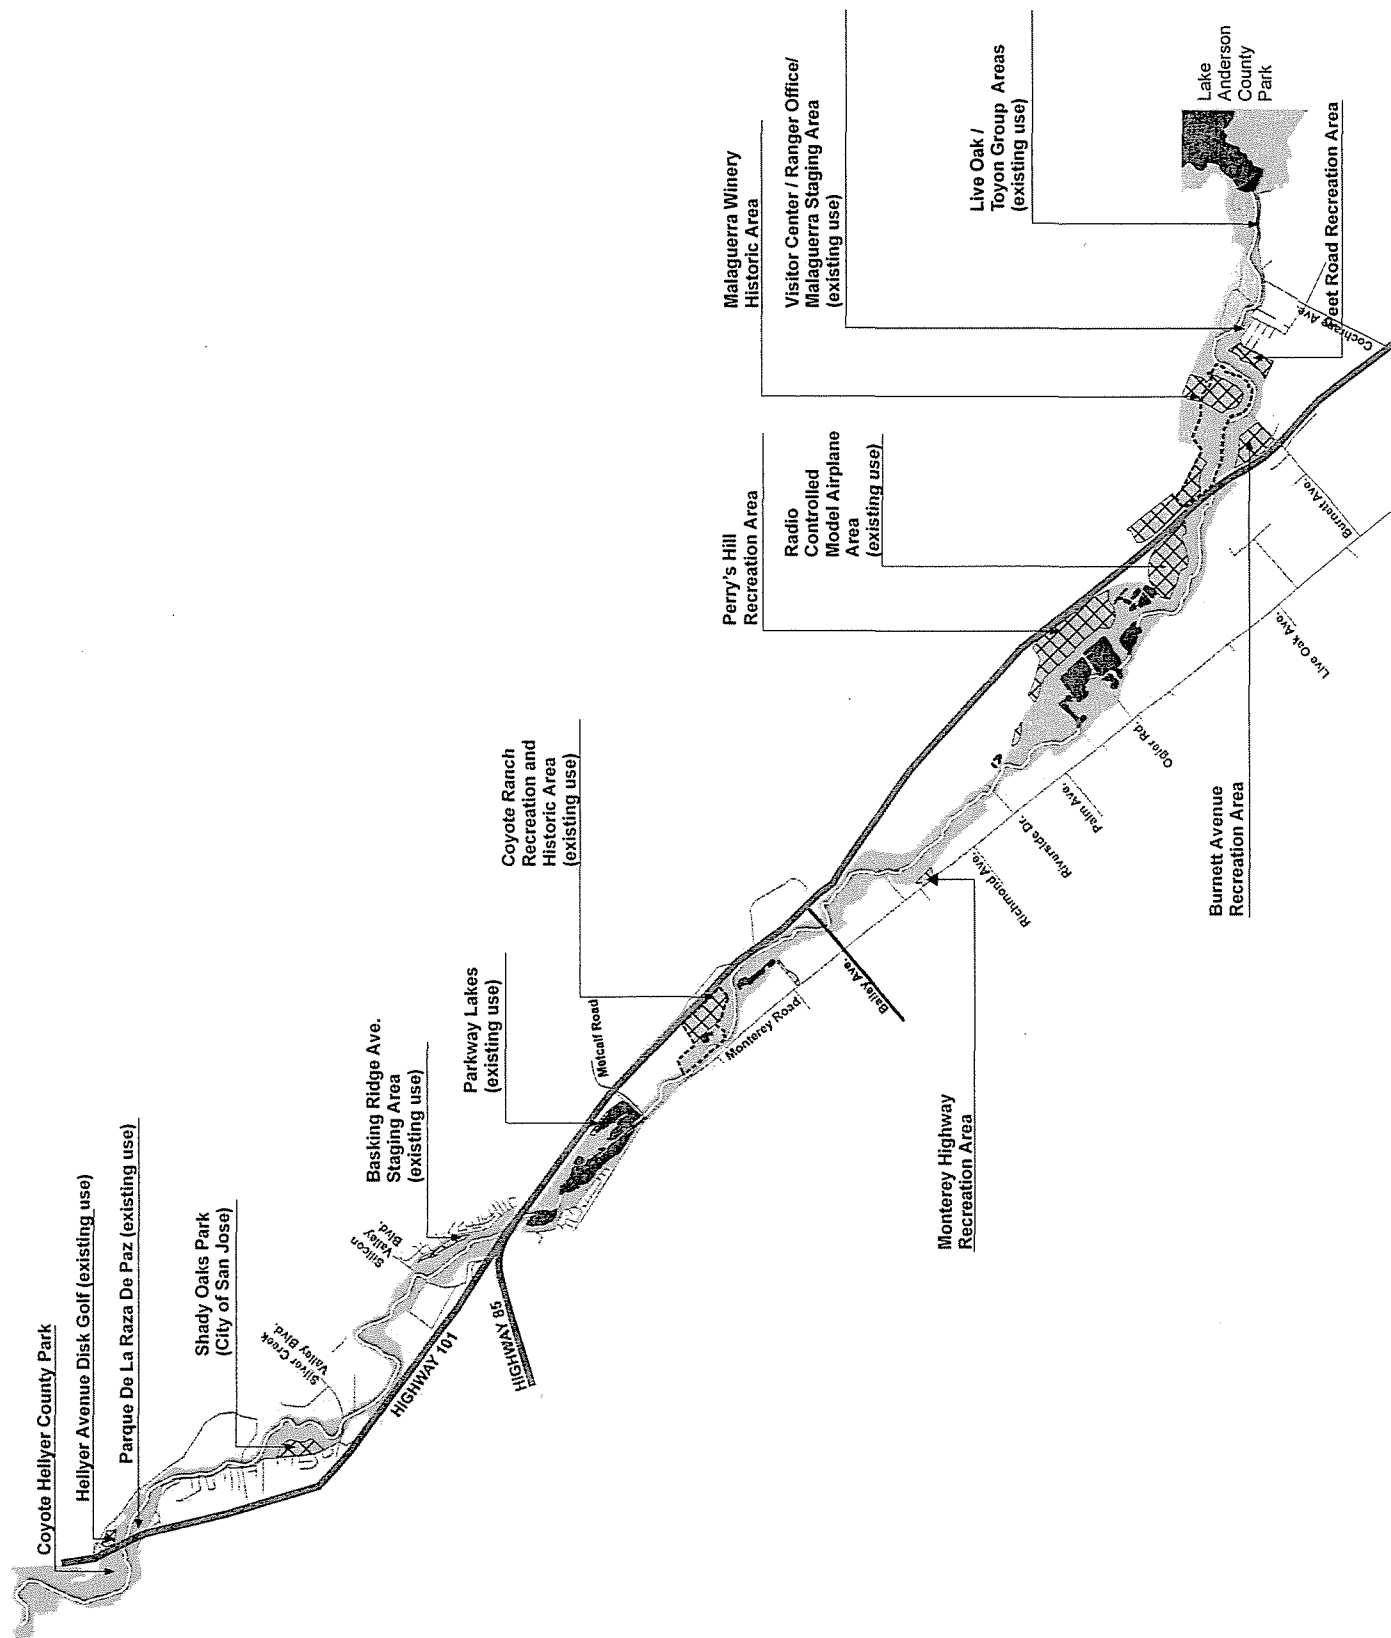 Coyote Hellyer County Park
Hellyer Avenue Disk Golf (existing use)
Parque De La Raza De Paz (existing use)
Shady Oaks Park
(City of San Jose)
Silver Creek
Valley Blvd.
Silicon
Valley
Blvd.
HIGHWAY 101
HIGHWAY 85
Basking Ridge Ave.
Staging Area
(existing use)
Parkway Lakes
(existing use)
Metcalf Road
Coyote Ranch
Recreation and
Historic Area
(existing use)
Monterey Road
Bailey Ave.
Monterey Highway
Recreation Area
Richmond Ave.
Riverside Dr.
Palm Ave.
Ogier Rd.
Perry's Hill
Recreation Area
Radio
Controlled
Model Airplane
Area
(existing use)
Live Oak Ave.
Burnett Ave.
Burnett Avenue
Recreation Area
Malaguerra Winery
Historic Area
Visitor Center / Ranger Office/
Malaguerra Staging Area
(existing use)
Live Oak /
Toyon Group Areas
(existing use)
Lake
Anderson
County
Park
Cochrane Ave.
eet Road Recreation Area